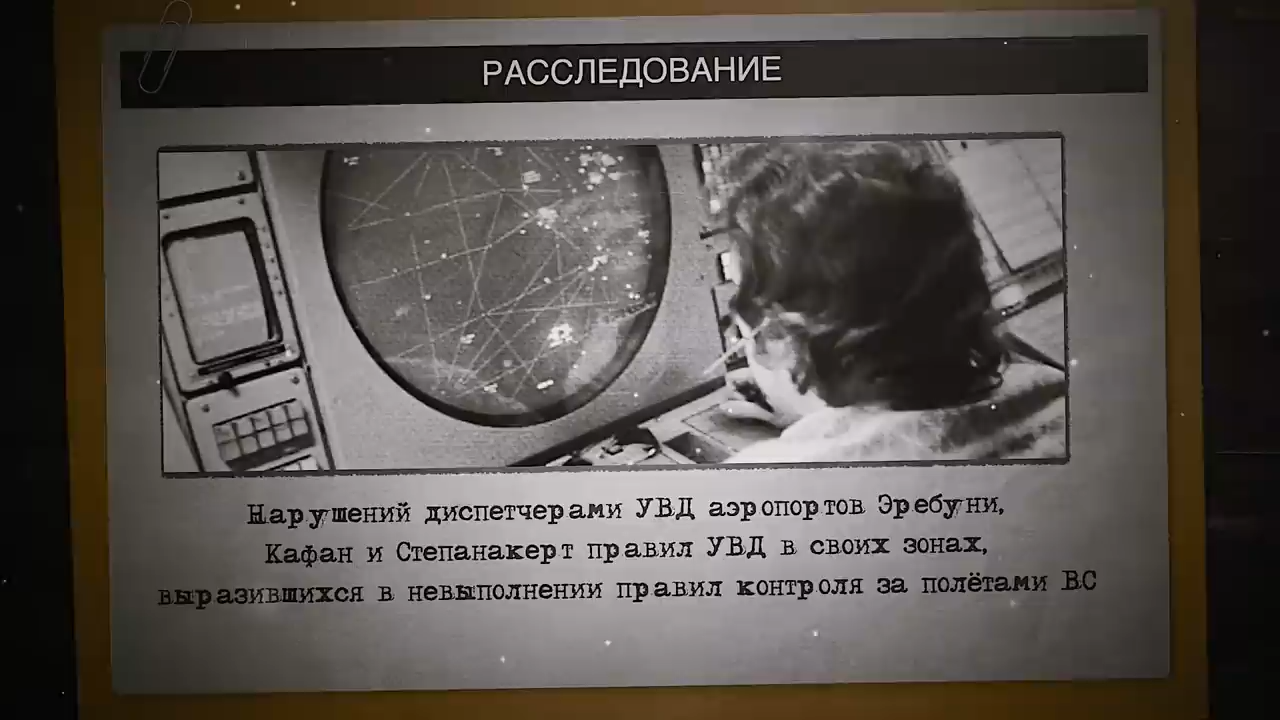 РАССЛЕДОВАНИЕ
Нарушений диспетчерами УВД аэропортов Эребуни,
Кафан и Степанакерт правил УВД в своих зонах,
выразившихся в невыполнении правил контроля за полётами ВС